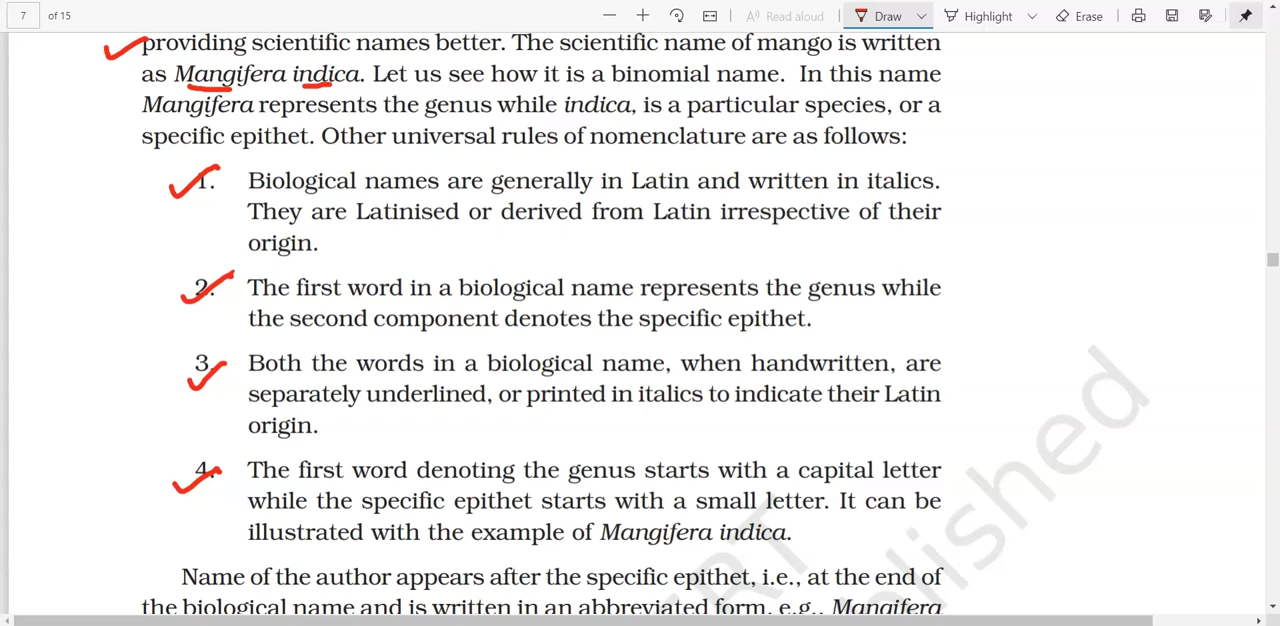 7 of 15 Read aloud Draw Highlight Erase
providing scientific names better. The scientific name of mango is written
as Mangifera indica. Let us see how it is a binomial name. In this name
Mangifera represents the genus while indica, is a particular species, or a
specific epithet. Other universal rules of nomenclature are as follows:
1. Biological names are generally in Latin and written in italics.
They are Latinised or derived from Latin irrespective of their
origin.
2. The first word in a biological name represents the genus while
the second component denotes the specific epithet.
3. Both the words in a biological name, when handwritten, are
separately underlined, or printed in italics to indicate their Latin
origin.
4. The first word denoting the genus starts with a capital letter
while the specific epithet starts with a small letter. It can be
illustrated with the example of Mangifera indica.
Name of the author appears after the specific epithet, i.e., at the end of
the biological name and is written in an abbreviated form, e.g., Mangifera